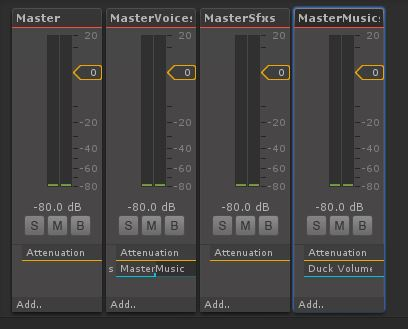 Master
20
0
-20
-40
-60
-80
-80.0 dB
S M B
Attenuation
Add..
MasterVoices
20
0
-20
-40
-60
-80
-80.0 dB
S M B
Attenuation
s MasterMusic
Add..
MasterSfxs
20
0
-20
-40
-60
-80
-80.0 dB
S M B
Attenuation
Add..
MasterMusic
20
0
-20
-40
-60
-80
-80.0 dB
S M B
Attenuation
Duck Volume
Add..